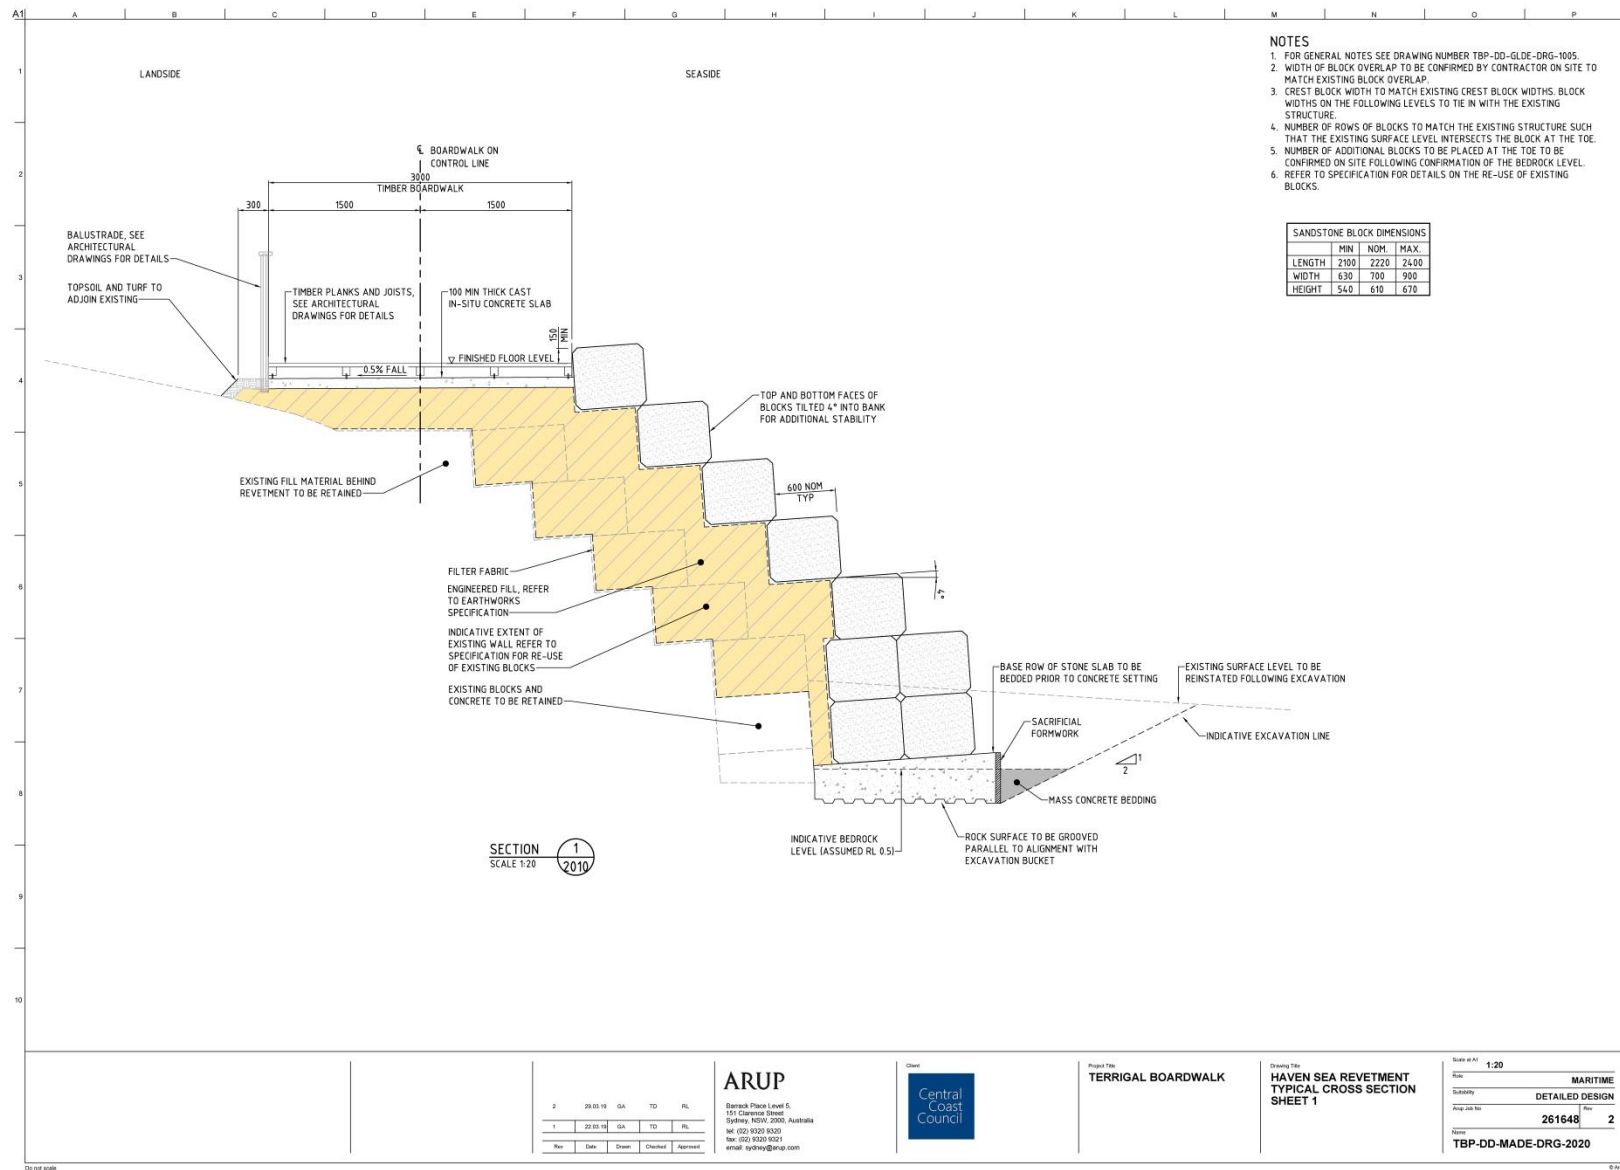 A1 A B C D E F G H I J K L M N O P
1
2
3
4
5
6
7
8
9
10
LANDSIDE
SEASIDE
NOTES
1. FOR GENERAL NOTES SEE DRAWING NUMBER TBP-DD-GLDE-DRG-1005.
2. WIDTH OF BLOCK OVERLAP TO BE CONFIRMED BY CONTRACTOR ON SITE TO
MATCH EXISTING BLOCK OVERLAP.
3. CREST BLOCK WIDTH TO MATCH EXISTING CREST BLOCK WIDTHS. BLOCK
WIDTHS ON THE FOLLOWING LEVELS TO TIE IN WITH THE EXISTING
STRUCTURE.
4. NUMBER OF ROWS OF BLOCKS TO MATCH THE EXISTING STRUCTURE SUCH
THAT THE EXISTING SURFACE LEVEL INTERSECTS THE BLOCK AT THE TOE.
5. NUMBER OF ADDITIONAL BLOCKS TO BE PLACED AT THE TOE TO BE
CONFIRMED ON SITE FOLLOWING CONFIRMATION OF THE BEDROCK LEVEL.
6. REFER TO SPECIFICATION FOR DETAILS ON THE RE-USE OF EXISTING
BLOCKS.
SANDSTONE BLOCK DIMENSIONS
MIN NOM. MAX.
LENGTH 2100 2220 2400
WIDTH 630 700 900
HEIGHT 540 610 670
℄ BOARDWALK ON
CONTROL LINE
3000
TIMBER BOARDWALK
300 1500 1500
BALUSTRADE, SEE
ARCHITECTURAL
DRAWINGS FOR DETAILS
TOPSOIL AND TURF TO
ADJOIN EXISTING
TIMBER PLANKS AND JOISTS,
SEE ARCHITECTURAL
DRAWINGS FOR DETAILS
100 MIN THICK CAST
IN-SITU CONCRETE SLAB
150
MIN
FINISHED FLOOR LEVEL
0.5% FALL
TOP AND BOTTOM FACES OF
BLOCKS TILTED 4° INTO BANK
FOR ADDITIONAL STABILITY
EXISTING FILL MATERIAL BEHIND
REVETMENT TO BE RETAINED
600 NOM
TYP
FILTER FABRIC
ENGINEERED FILL, REFER
TO EARTHWORKS
SPECIFICATION
4°
INDICATIVE EXTENT OF
EXISTING WALL REFER TO
SPECIFICATION FOR RE-USE
OF EXISTING BLOCKS
EXISTING BLOCKS AND
CONCRETE TO BE RETAINED
BASE ROW OF STONE SLAB TO BE
BEDDED PRIOR TO CONCRETE SETTING
EXISTING SURFACE LEVEL TO BE
REINSTATED FOLLOWING EXCAVATION
SACRIFICIAL
FORMWORK
INDICATIVE EXCAVATION LINE
1
2
MASS CONCRETE BEDDING
INDICATIVE BEDROCK
LEVEL (ASSUMED RL 0.5)
ROCK SURFACE TO BE GROOVED
PARALLEL TO ALIGNMENT WITH
EXCAVATION BUCKET
SECTION
SCALE 1:20
1
2010
2 29.03.19 GA TD RL
1 22.03.19 GA TD RL
Rev Date Drawn Checked Approved
ARUP
Barrack Place Level 5,
151 Clarence Street
Sydney, NSW, 2000, Australia
tel: (02) 9320 9320
fax: (02) 9320 9321
email: sydney@arup.com
Client
Central
Coast
Council
Project Title
TERRIGAL BOARDWALK
Drawing Title
HAVEN SEA REVETMENT
TYPICAL CROSS SECTION
SHEET 1
Scale at A1
1:20
Role
MARITIME
Suitability
DETAILED DESIGN
Arup Job No
261648
Rev
2
Name
TBP-DD-MADE-DRG-2020
Do not scale